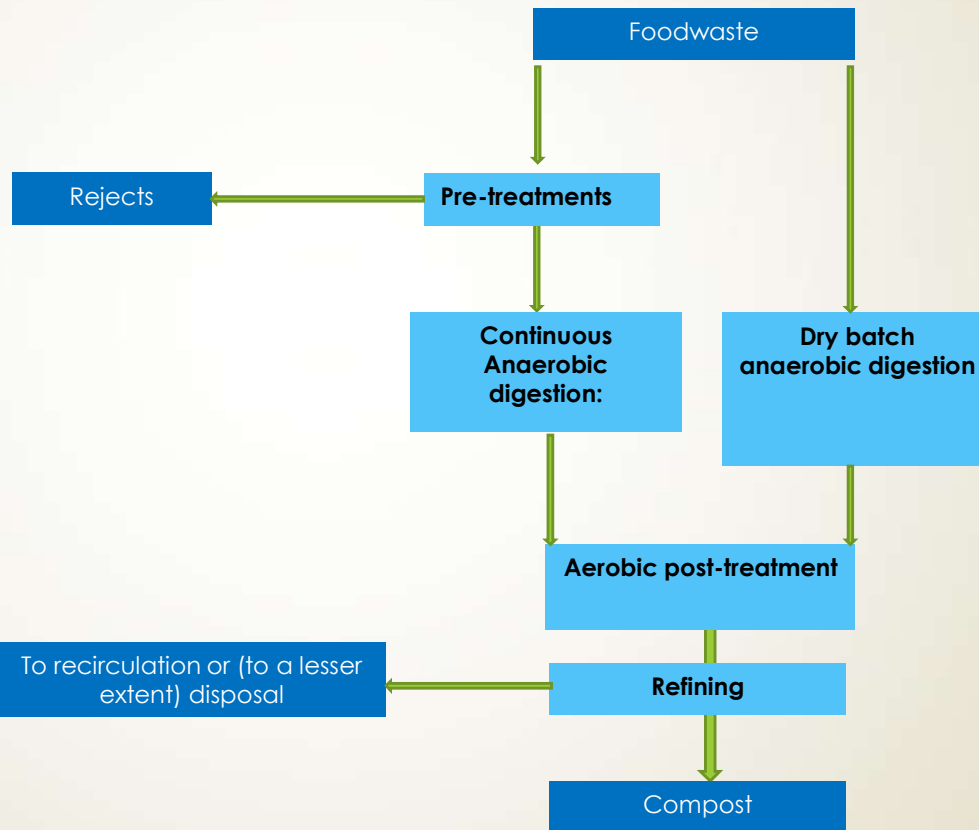 Foodwaste
Rejects
Pre-treatments
Continuous
Anaerobic
digestion:
Dry batch
anaerobic digestion
Aerobic post-treatment
To recirculation or (to a lesser
extent) disposal
Refining
Compost